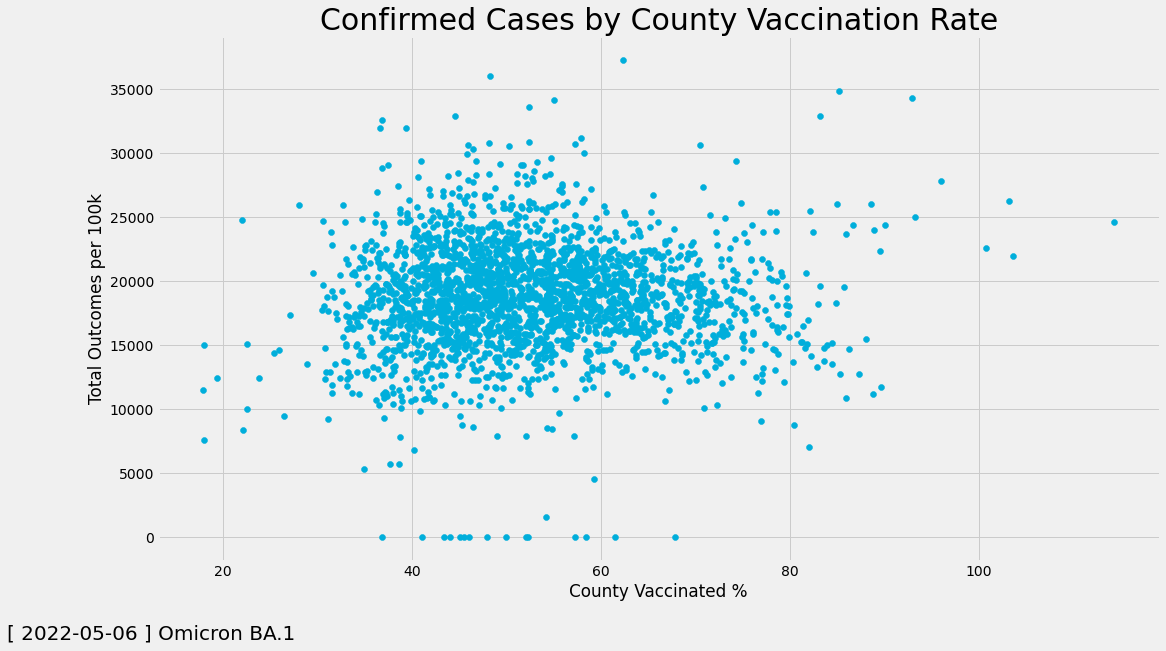 Confirmed Cases by County Vaccination Rate
Total Outcomes per 100k
35000
30000
25000
20000
15000
10000
5000
0
20 40 60 80 100
County Vaccinated %
[ 2022-05-06 ] Omicron BA.1